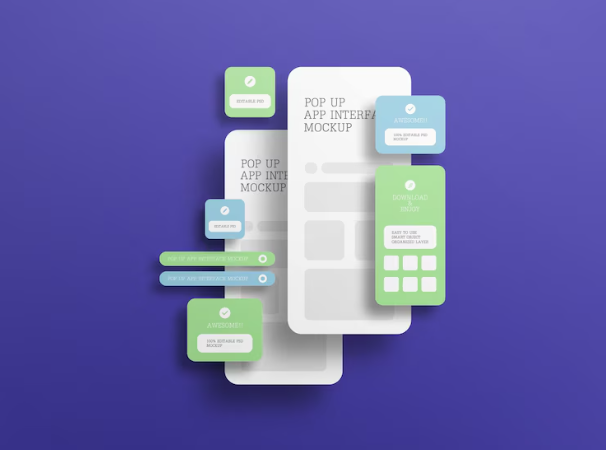 EDITABLE PSD
POP UP
APP INTERFA
MOCKUP
AWESOME!
100% EDITABLE PSD
MOCKUP
POP UP
APP INTE
MOCKUP
DOWNLOAD
&
ENJOY
EASY TO USE
SMART OBJECT
ORGANIZED LAYER
EDITABLE PSD
POP UP APP INTERFACE MOCKUP
POP UP APP INTERFACE MOCKUP
AWESOME!
100% EDITABLE PSD
MOCKUP